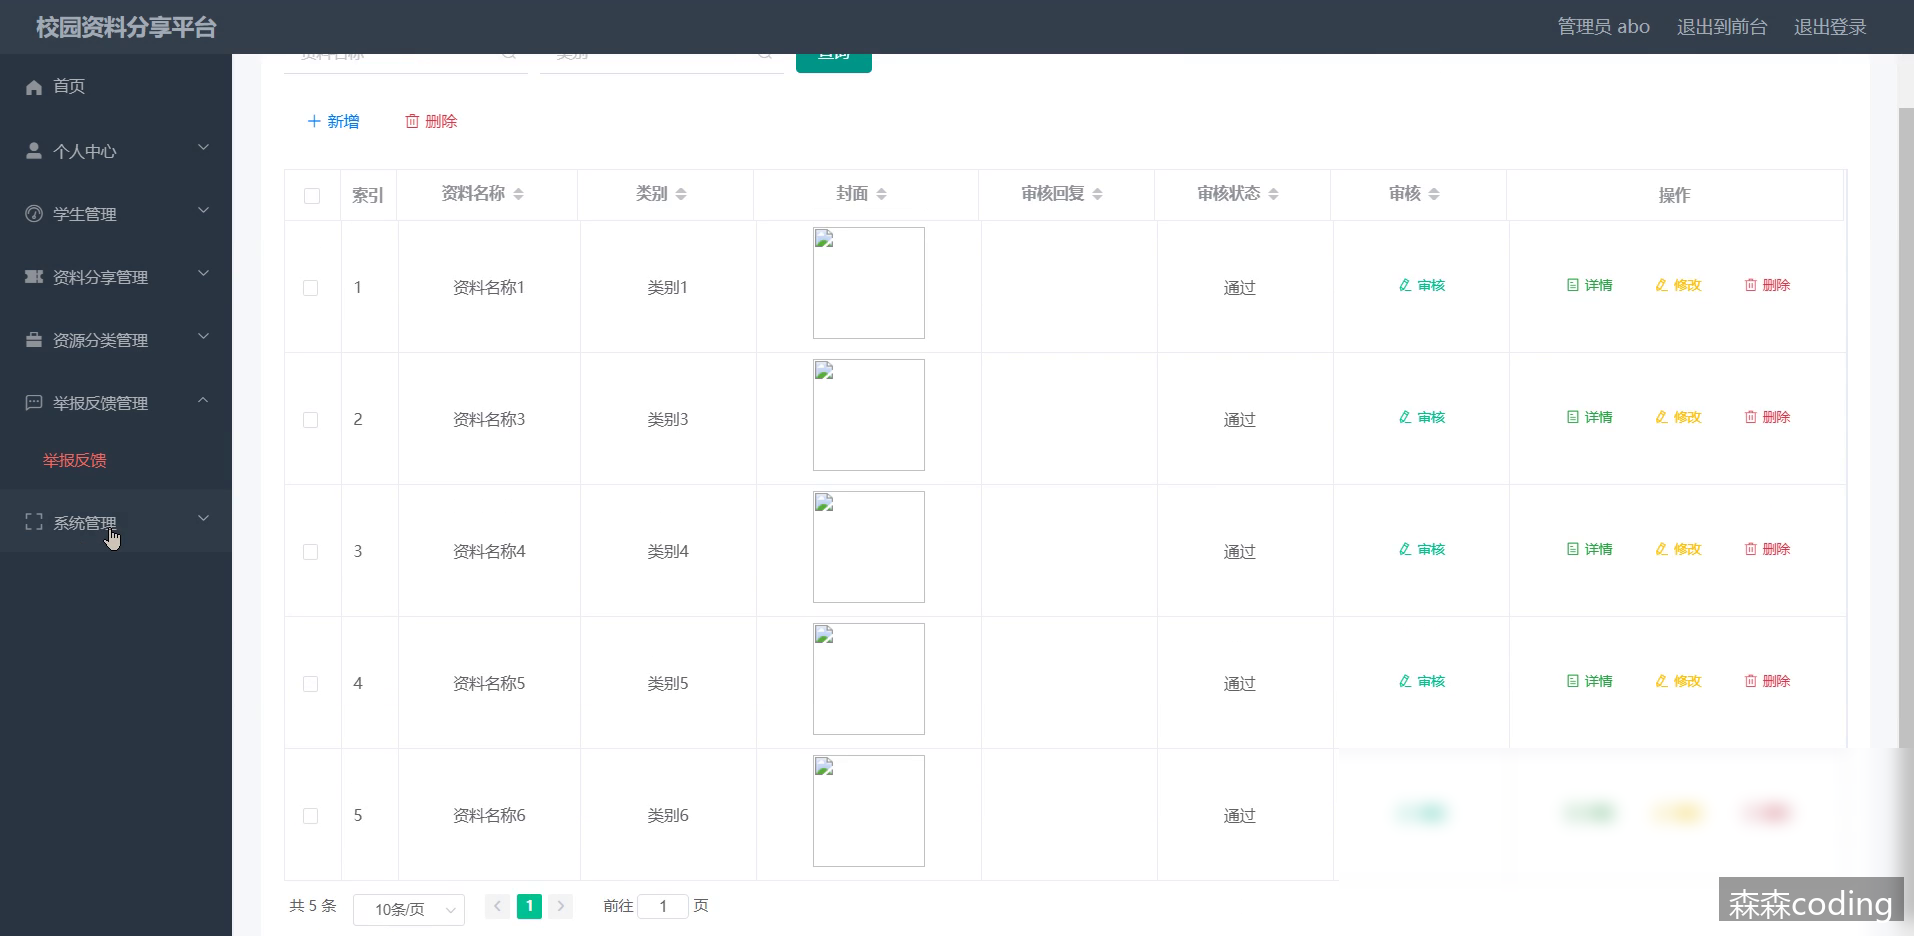 校园资料分享平台
管理员 abo 退出到前台 退出登录
资料名称 类别 查询
首页
个人中心
学生管理
资料分享管理
资源分类管理
举报反馈管理
举报反馈
系统管理
新增 删除
索引 资料名称 类别 封面 审核回复 审核状态 审核 操作
1 资料名称1 类别1 通过 审核 详情 修改 删除
2 资料名称3 类别3 通过 审核 详情 修改 删除
3 资料名称4 类别4 通过 审核 详情 修改 删除
4 资料名称5 类别5 通过 审核 详情 修改 删除
5 资料名称6 类别6 通过
共 5 条 10条/页 1 前往 1 页
森森coding